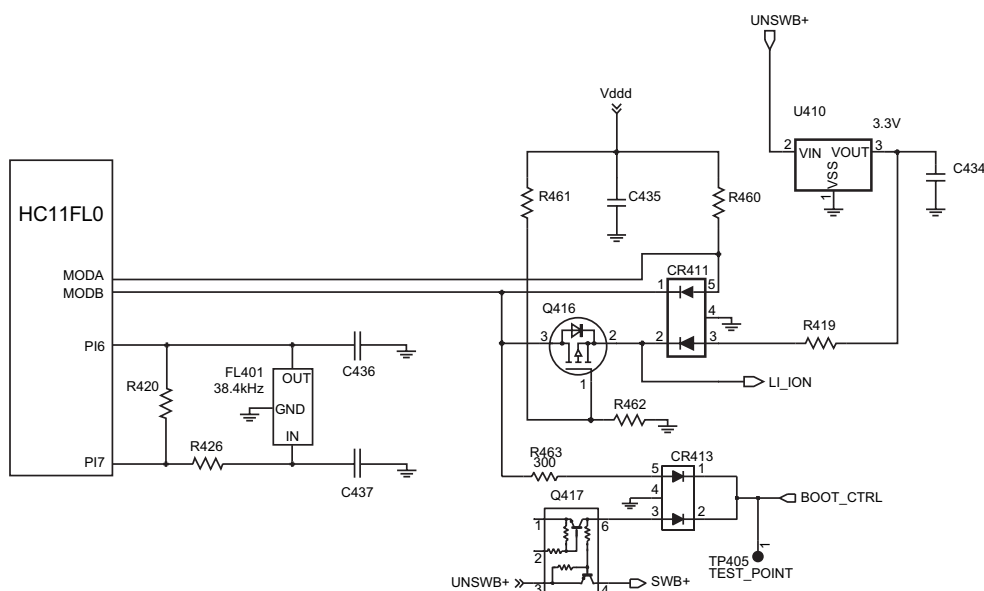 UNSWB+
Vddd
U410
3.3V
2
VIN
VOUT
3
VSS
1
C434
R461
C435
R460
HC11FL0
MODA
MODB
CR411
1
5
4
Q416
3
2
2
3
R419
1
LI_ION
PI6
C436
R420
FL401
38.4kHz
OUT
GND
IN
R462
PI7
R426
C437
R463
300
CR413
5
1
4
3
2
BOOT_CTRL
Q417
1
6
2
TP405
1
TEST_POINT
UNSWB+
3
4
SWB+